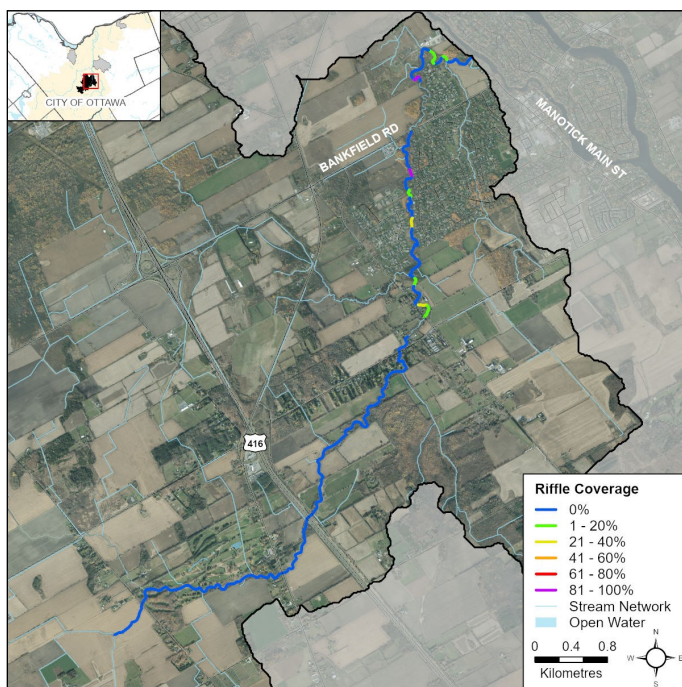 CITY OF OTTAWA
BANKFIELD RD
MANOTICK MAIN ST
416
Riffle Coverage
0%
1 - 20%
21 - 40%
41 - 60%
61 - 80%
81 - 100%
Stream Network
Open Water
0 0.4 0.8
Kilometres
N
W E
S